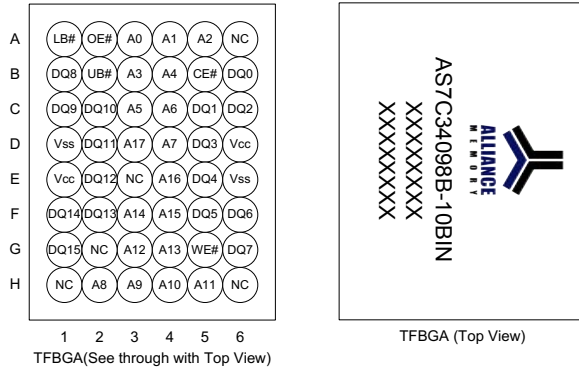 A LB# OE# A0 A1 A2 NC
B DQ8 UB# A3 A4 CE# DQ0
C DQ9 DQ10 A5 A6 DQ1 DQ2
D Vss DQ11 A17 A7 DQ3 Vcc
E Vcc DQ12 NC A16 DQ4 Vss
F DQ14 DQ13 A14 A15 DQ5 DQ6
G DQ15 NC A12 A13 WE# DQ7
H NC A8 A9 A10 A11 NC
1 2 3 4 5 6
TFBGA(See through with Top View)
ALLIANCE
MEMORY
AS7C34098B-10BIN
XXXXXXXX
XXXXXXXX
TFBGA (Top View)